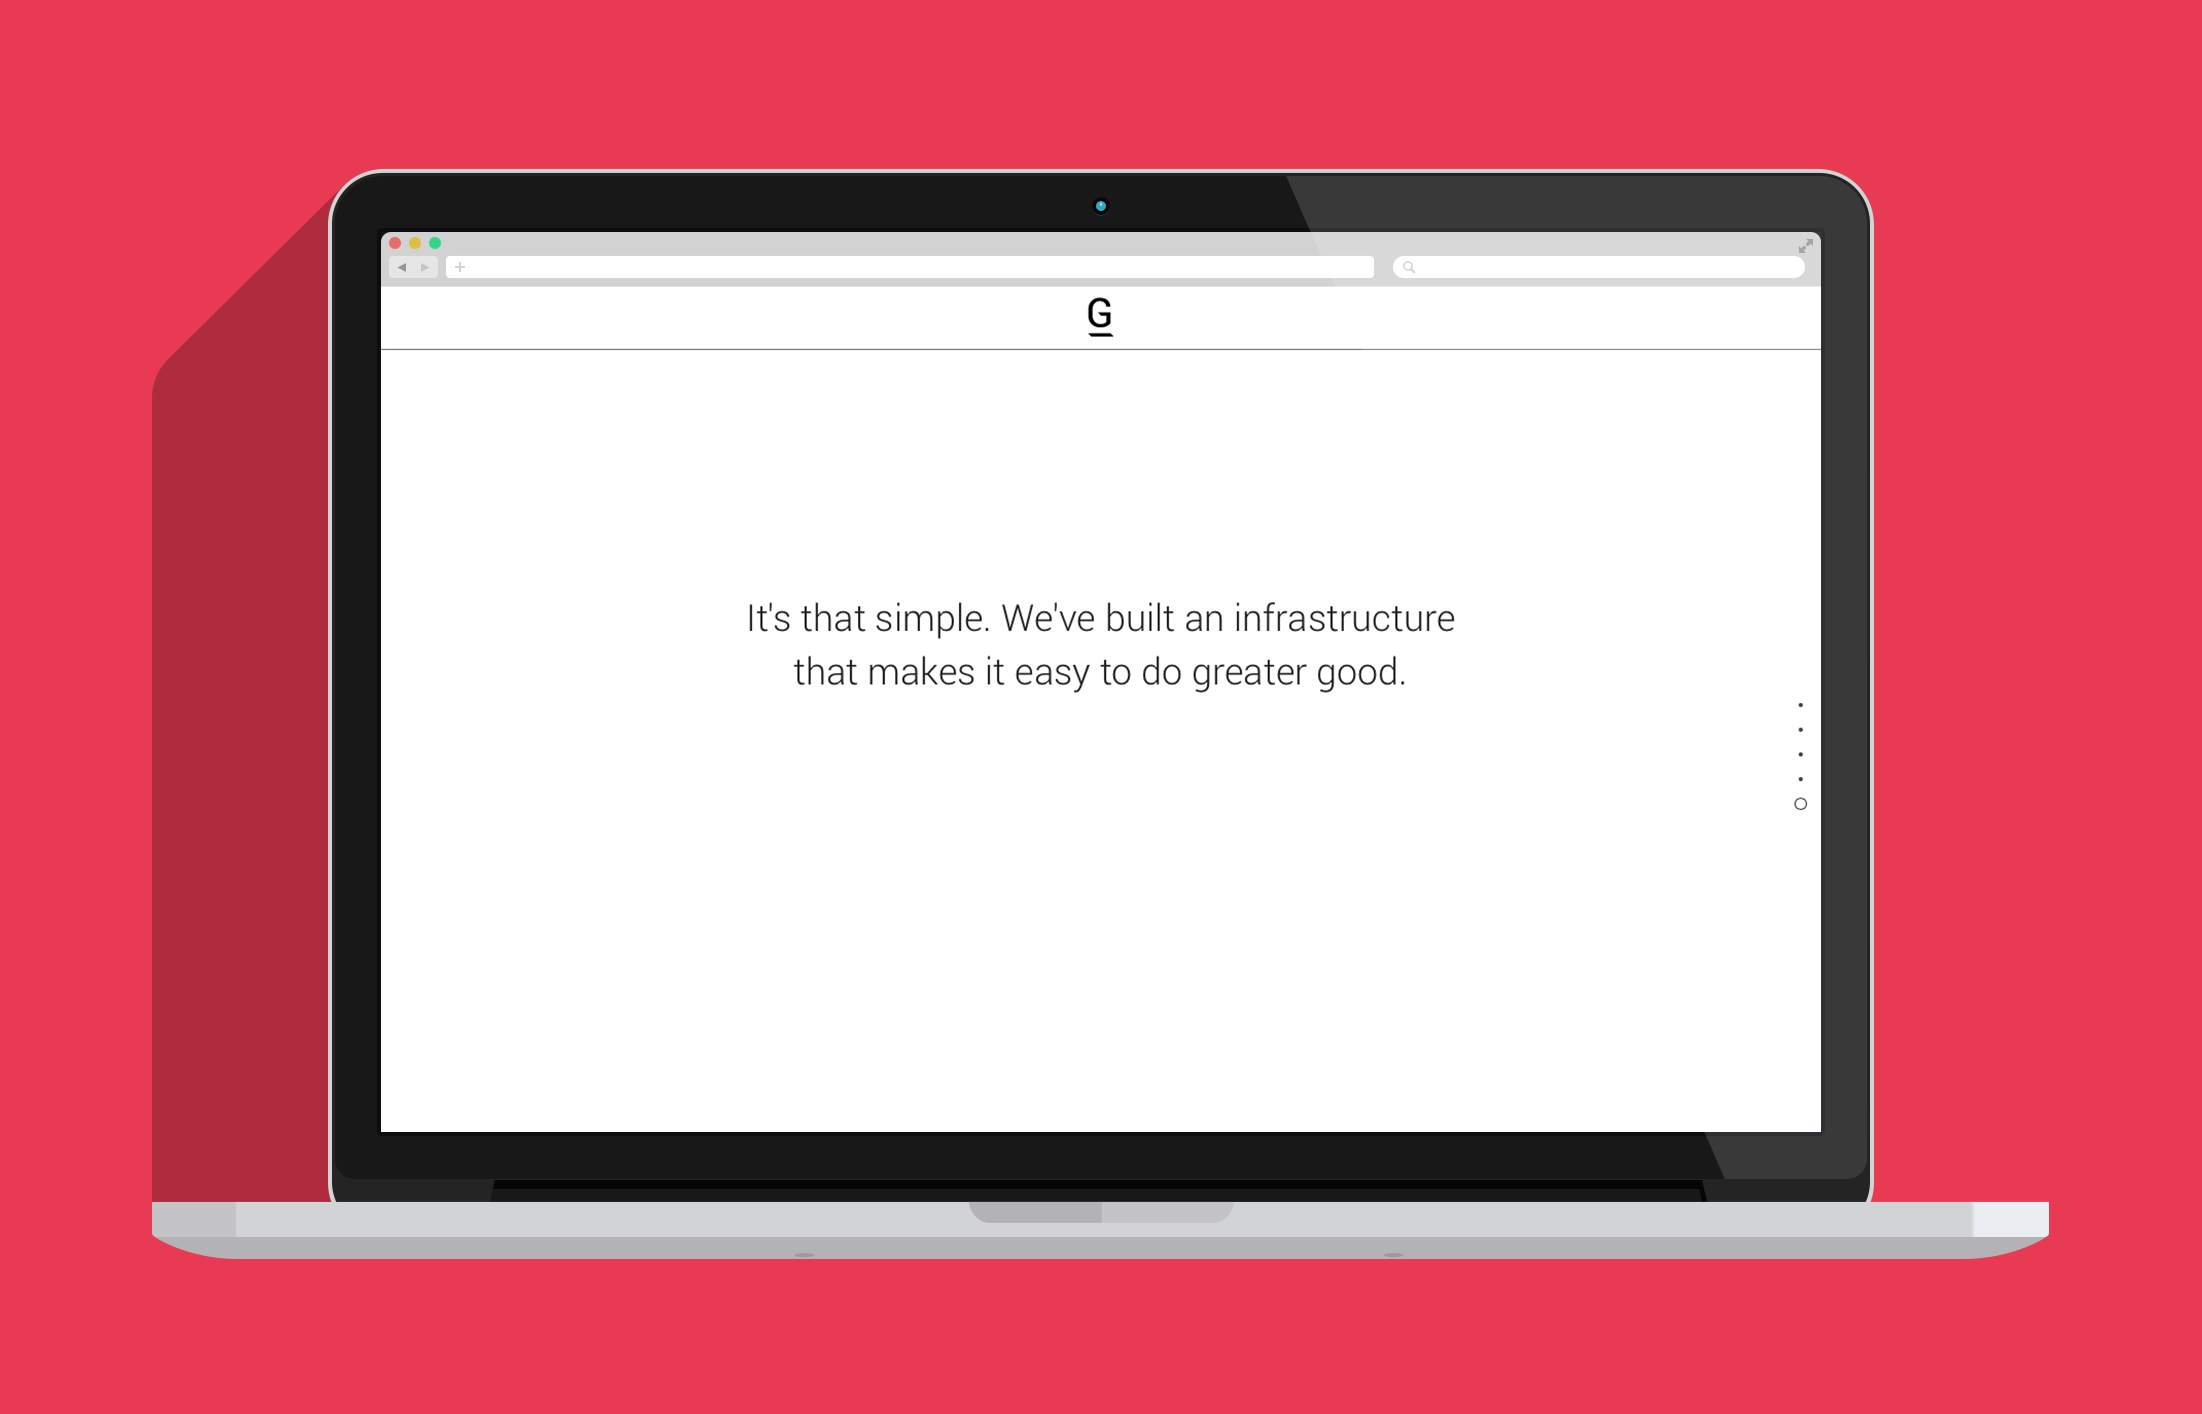 G
It's that simple. We've built an infrastructure
that makes it easy to do greater good.